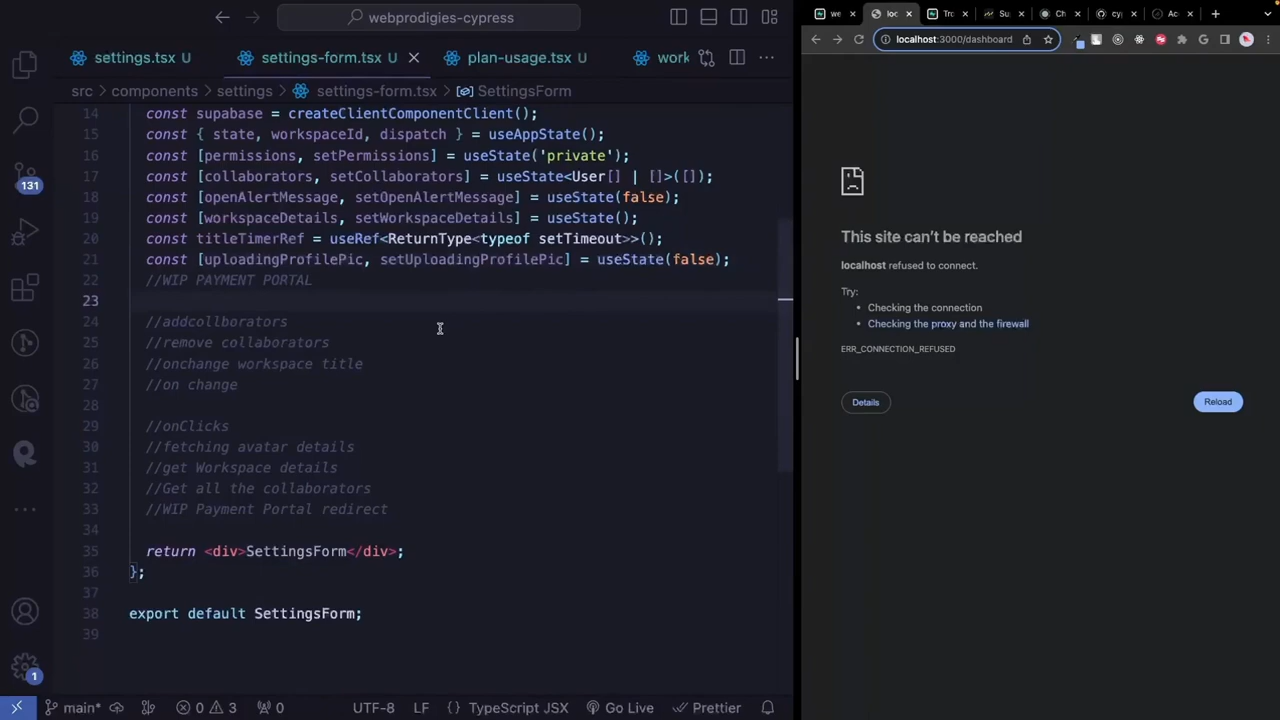 webprodigies-cypress
settings.tsx U
settings-form.tsx U
plan-usage.tsx U
work
src > components > settings > settings-form.tsx > SettingsForm
14 const supabase = createClientComponentClient();
15 const { state, workspaceId, dispatch } = useAppState();
16 const [permissions, setPermissions] = useState('private');
17 const [collaborators, setCollaborators] = useState<User[] | []>([]);
18 const [openAlertMessage, setOpenAlertMessage] = useState(false);
19 const [workspaceDetails, setWorkspaceDetails] = useState();
20 const titleTimerRef = useRef<ReturnType<typeof setTimeout>>();
21 const [uploadingProfilePic, setUploadingProfilePic] = useState(false);
22 //WIP PAYMENT PORTAL
23
24 //addcollborators
25 //remove collaborators
26 //onchange workspace title
27 //on change
28
29 //onClicks
30 //fetching avatar details
31 //get Workspace details
32 //Get all the collaborators
33 //WIP Payment Portal redirect
34
35 return <div>SettingsForm</div>;
36 };
37
38 export default SettingsForm;
39
131
1
main*
0 3
0
UTF-8
LF
{} TypeScript JSX
Go Live
Prettier
we
loc
Tro
Su
Ch
cyp
Ac
localhost:3000/dashboard
This site can't be reached
localhost refused to connect.
Try:
• Checking the connection
• Checking the proxy and the firewall
ERR_CONNECTION_REFUSED
Details
Reload